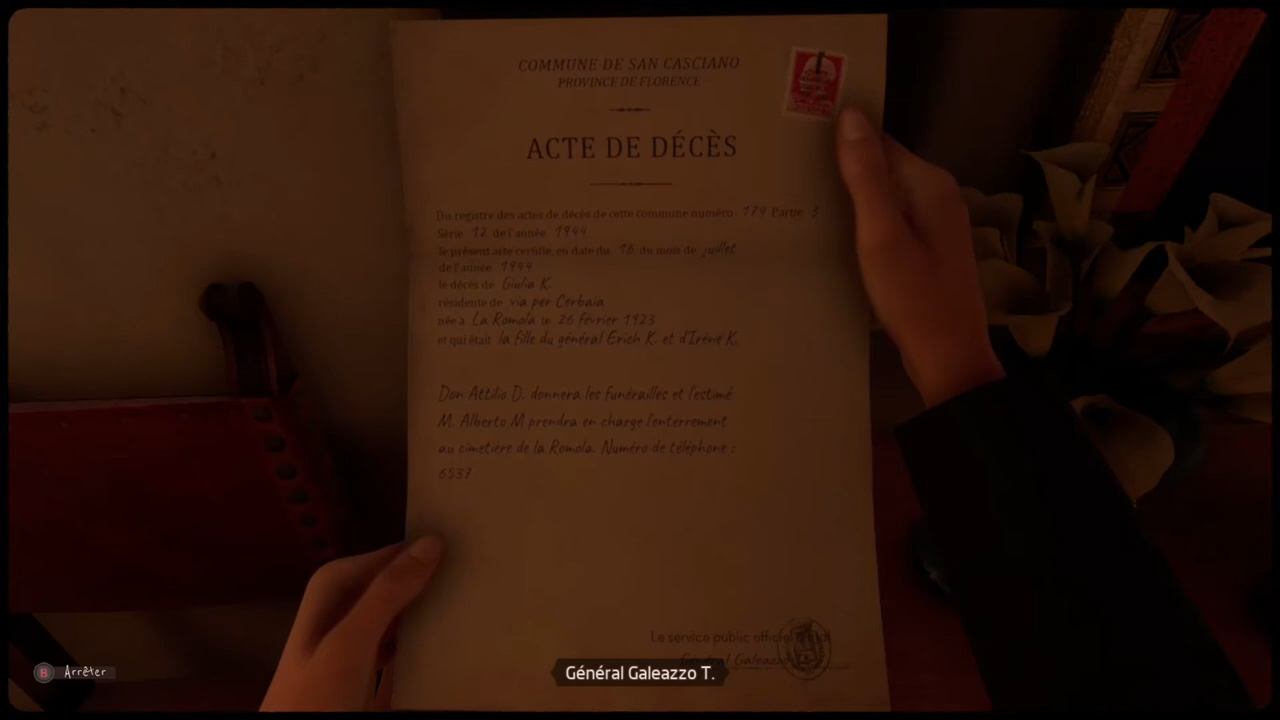 COMMUNE DE SAN CASCIANO
PROVINCE DE FLORENCE
ACTE DE DÉCÈS
Du registre des actes de décès de cette commune numéro 179 Partie 3
Série 12 de l'année 1944
le présent acte certifie, en date du 16 du mois de juillet
de l'année 1944
le décès de Giulia K.
résidente de via per Cerbaia
née à La Romola le 26 février 1923
et qui était la fille du général Erich K. et d'Irène K.
Don Attilio D. donnera les funérailles et l'estimé
M. Alberto M prendra en charge l'enterrement
au cimetière de la Romola. Numéro de téléphone :
6537
Le service public officiel
Général Galeazzo
Arrêter
B
Général Galeazzo T.